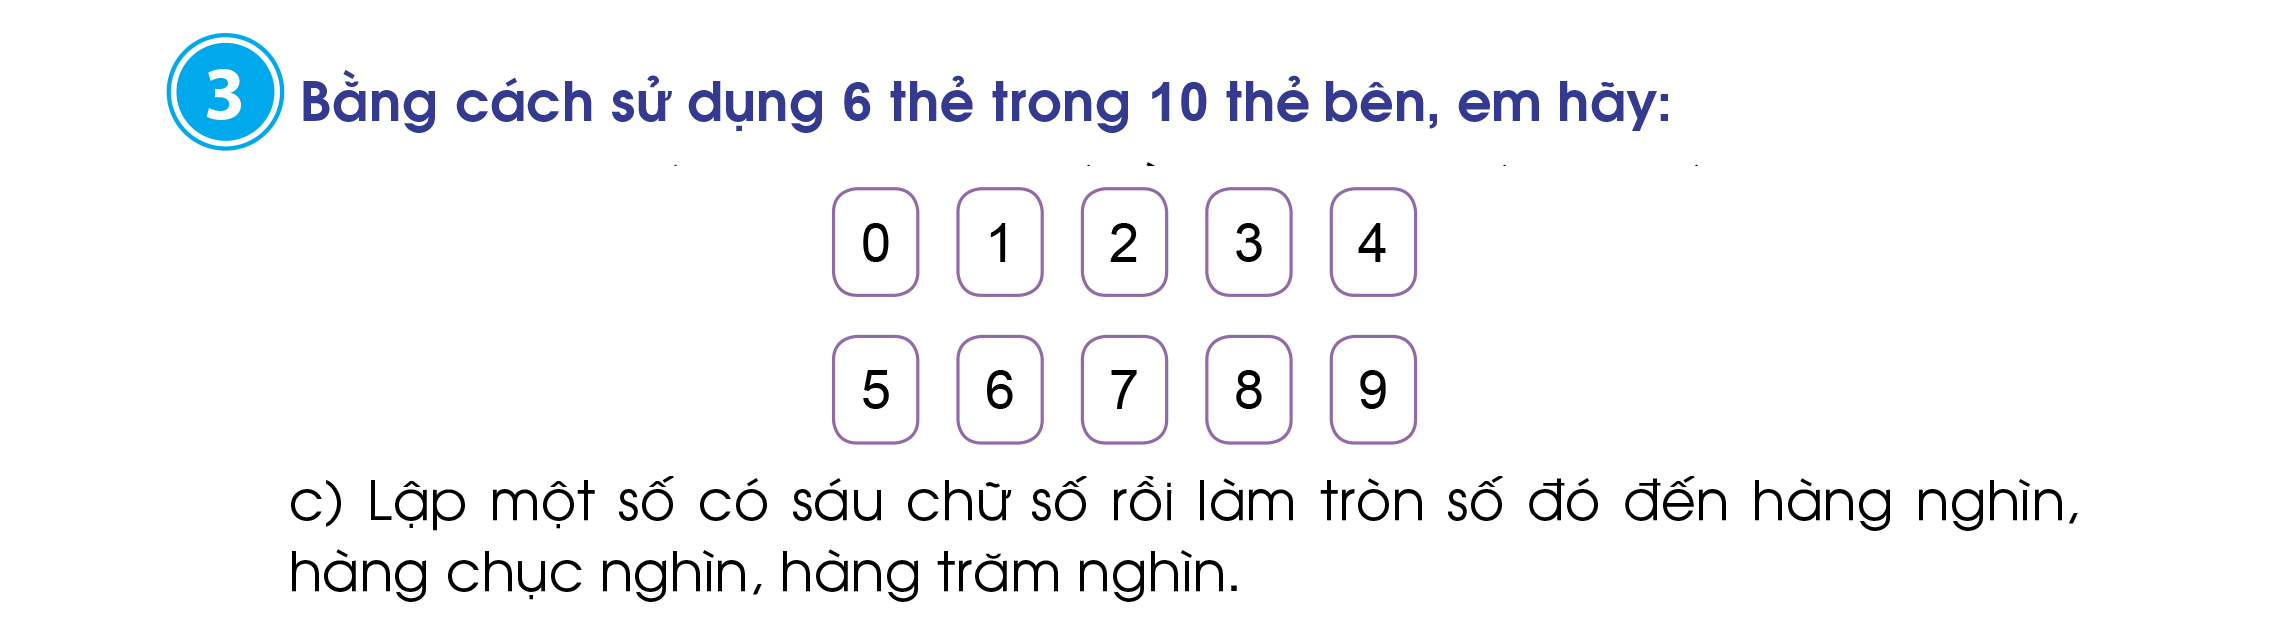 3 Bằng cách sử dụng 6 thẻ trong 10 thẻ bên, em hãy:
0 1 2 3 4
5 6 7 8 9
c) Lập một số có sáu chữ số rồi làm tròn số đó đến hàng nghìn,
hàng chục nghìn, hàng trăm nghìn.